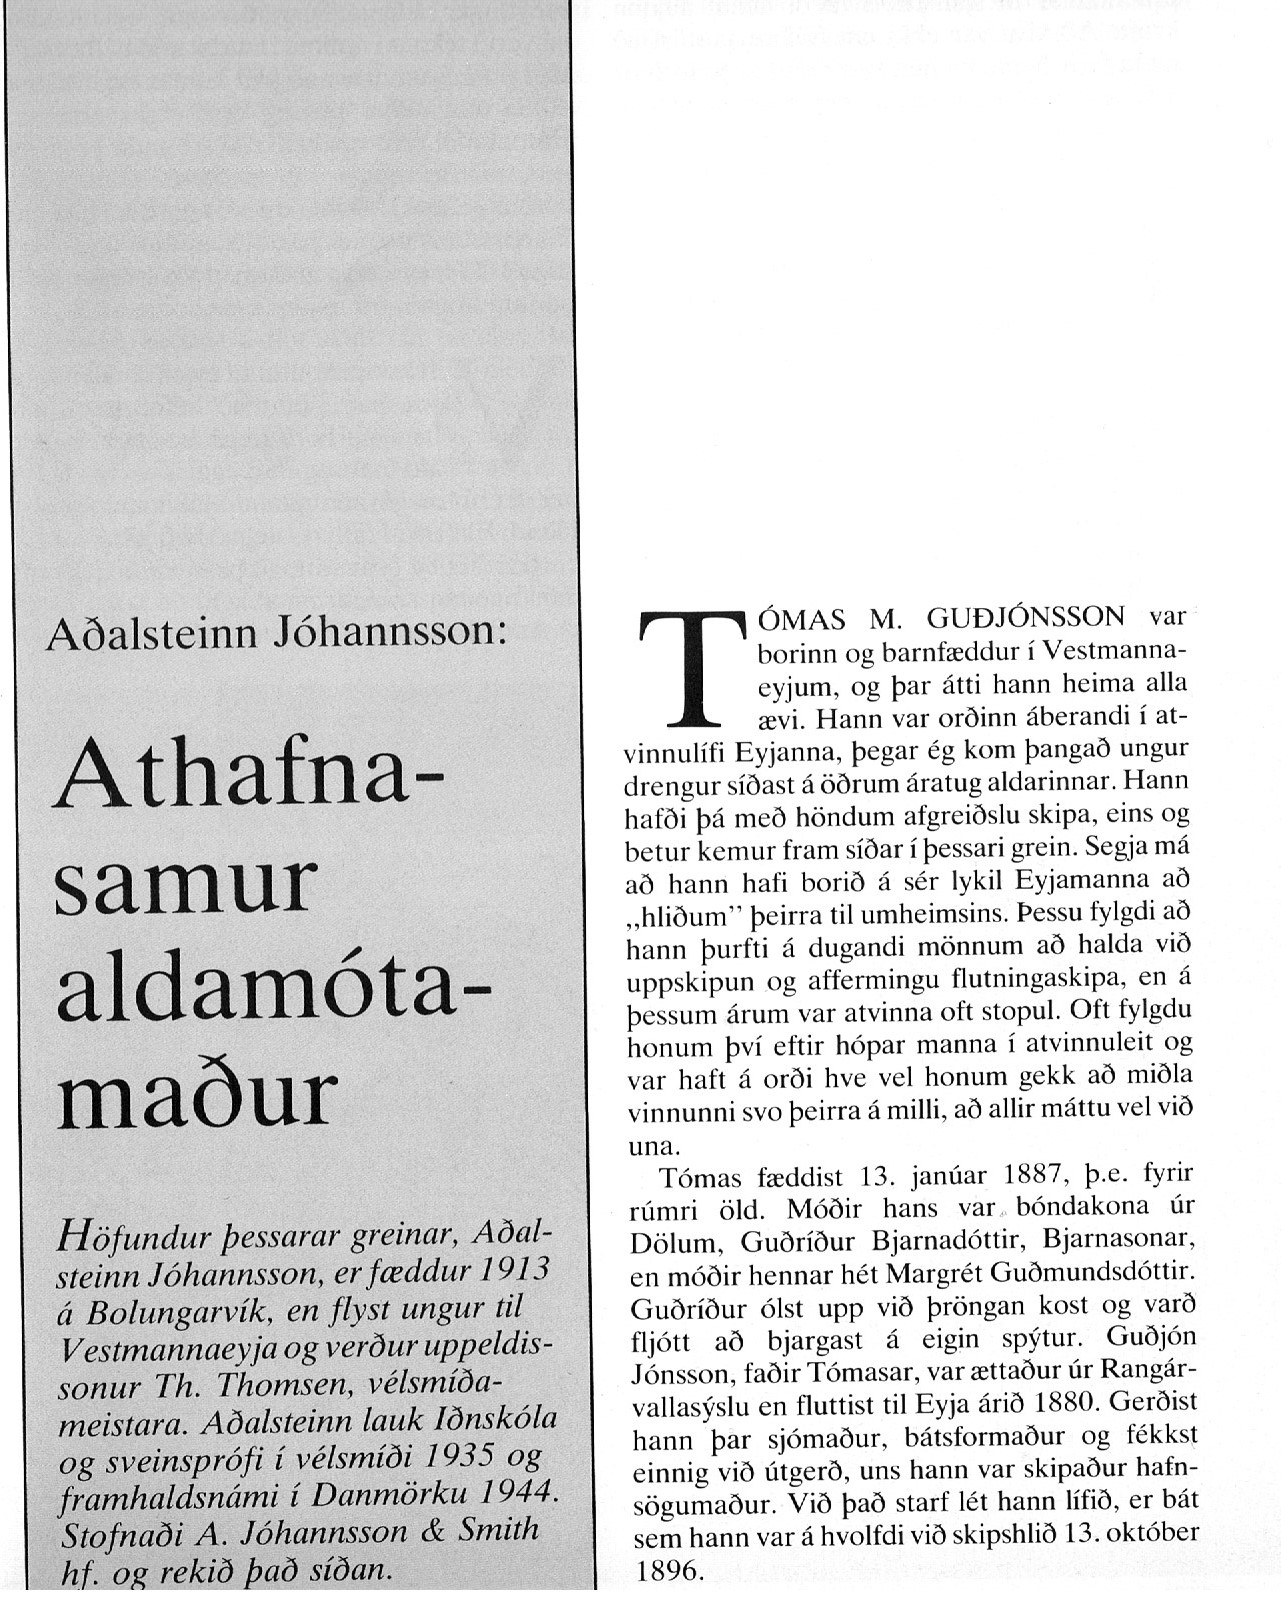 Aðalsteinn Jóhannsson:
Athafna-
samur
aldamóta-
maður
Höfundur þessarar greinar, Aðal-
steinn Jóhannsson, er fæddur 1913
á Bolungarvík, en flyst ungur til
Vestmannaeyja og verður uppeldis-
sonur Th. Thomsen, vélsmíða-
meistara. Aðalsteinn lauk Iðnskóla
og sveinsprófi í vélsmíði 1935 og
framhaldsnámi í Danmörku 1944.
Stofnaði A. Jóhannsson & Smith
hf. og rekið það síðan.
TÓMAS M. GUÐJÓNSSON var
borinn og barnfæddur í Vestmanna-
eyjum, og þar átti hann heima alla
ævi. Hann var orðinn áberandi í at-
vinnulífi Eyjanna, þegar ég kom þangað ungur
drengur síðast á öðrum áratug aldarinnar. Hann
hafði þá með höndum afgreiðslu skipa, eins og
betur kemur fram síðar í þessari grein. Segja má
að hann hafi borið á sér lykil Eyjamanna að
,,hliðum'' þeirra til umheimsins. Þessu fylgdi að
hann þurfti á dugandi mönnum að halda við
uppskipun og affermingu flutningaskipa, en á
þessum árum var atvinna oft stopul. Oft fylgdu
honum því eftir hópar manna í atvinnuleit og
var haft á orði hve vel honum gekk að miðla
vinnunni svo þeirra á milli, að allir máttu vel við
una.
Tómas fæddist 13. janúar 1887, þ.e. fyrir
rúmri öld. Móðir hans var bóndakona úr
Dölum, Guðríður Bjarnadóttir, Bjarnasonar,
en móðir hennar hét Margrét Guðmundsdóttir.
Guðríður ólst upp við þröngan kost og varð
fljótt að bjargast á eigin spýtur. Guðjón
Jónsson, faðir Tómasar, var ættaður úr Rangár-
vallasýslu en fluttist til Eyja árið 1880. Gerðist
hann þar sjómaður, bátsformaður og fékkst
einnig við útgerð, uns hann var skipaður hafn-
sögumaður. Við það starf lét hann lífið, er bát
sem hann var á hvolfdi við skipshlið 13. október
1896.